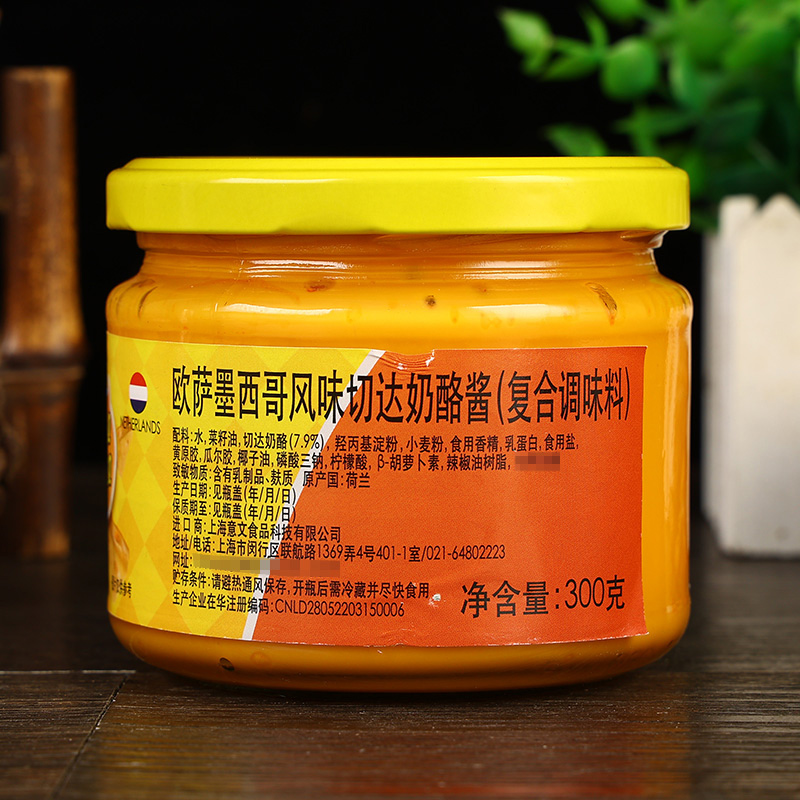 欧萨墨西哥风味切达奶酪酱(复合调味料)
NETHERLANDS
配料:水,菜籽油,切达奶酪(7.9%),羟丙基淀粉,小麦粉,食用香精,乳蛋白,食用盐,
黄原胶,瓜尔胶,椰子油,磷酸三钠,柠檬酸,β-胡萝卜素,辣椒油树脂,
致敏物质:含有乳制品、麸质 原产国:荷兰
生产日期:见瓶盖(年/月/日)
保质期至:见瓶盖(年/月/日)
进口商:上海意文食品科技有限公司
地址/电话:上海市闵行区联航路1369弄4号401-1室/021-64802223
网址:
贮存条件:请避热通风保存,开瓶后需冷藏并尽快食用
生产企业在华注册编码:CNLD28052203150006
净含量:300克